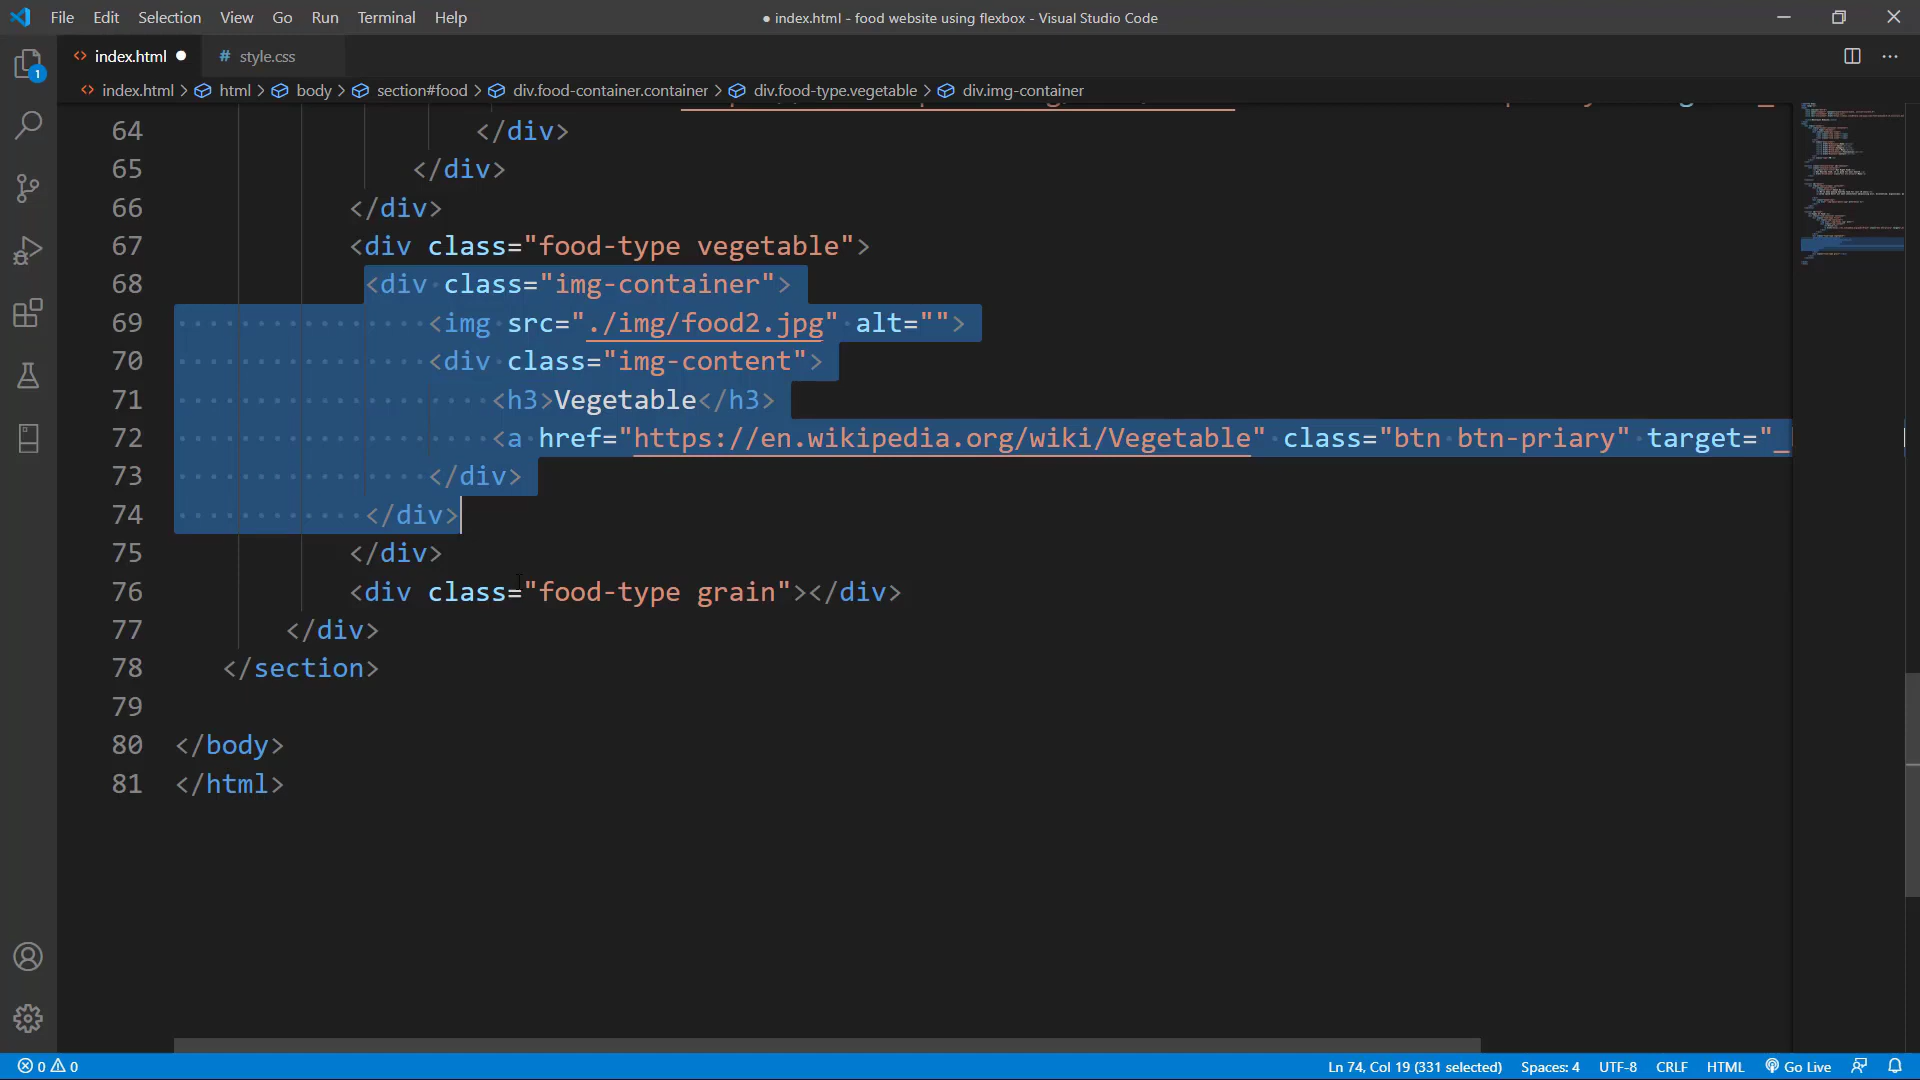 File Edit Selection View Go Run Terminal Help
● index.html - food website using flexbox - Visual Studio Code
<> index.html ●
# style.css
<> index.html > html > body > section#food > div.food-container.container > div.food-type.vegetable > div.img-container
1
64 </div>
65 </div>
66 </div>
67 <div class="food-type vegetable">
68 <div class="img-container">
69 <img src="./img/food2.jpg" alt="">
70 <div class="img-content">
71 <h3>Vegetable</h3>
72 <a href="https://en.wikipedia.org/wiki/Vegetable" class="btn btn-priary" target="_
73 </div>
74 </div>
75 </div>
76 <div class="food-type grain"></div>
77 </div>
78 </section>
79
80 </body>
81 </html>
0 0 Ln 74, Col 19 (331 selected) Spaces: 4 UTF-8 CRLF HTML Go Live